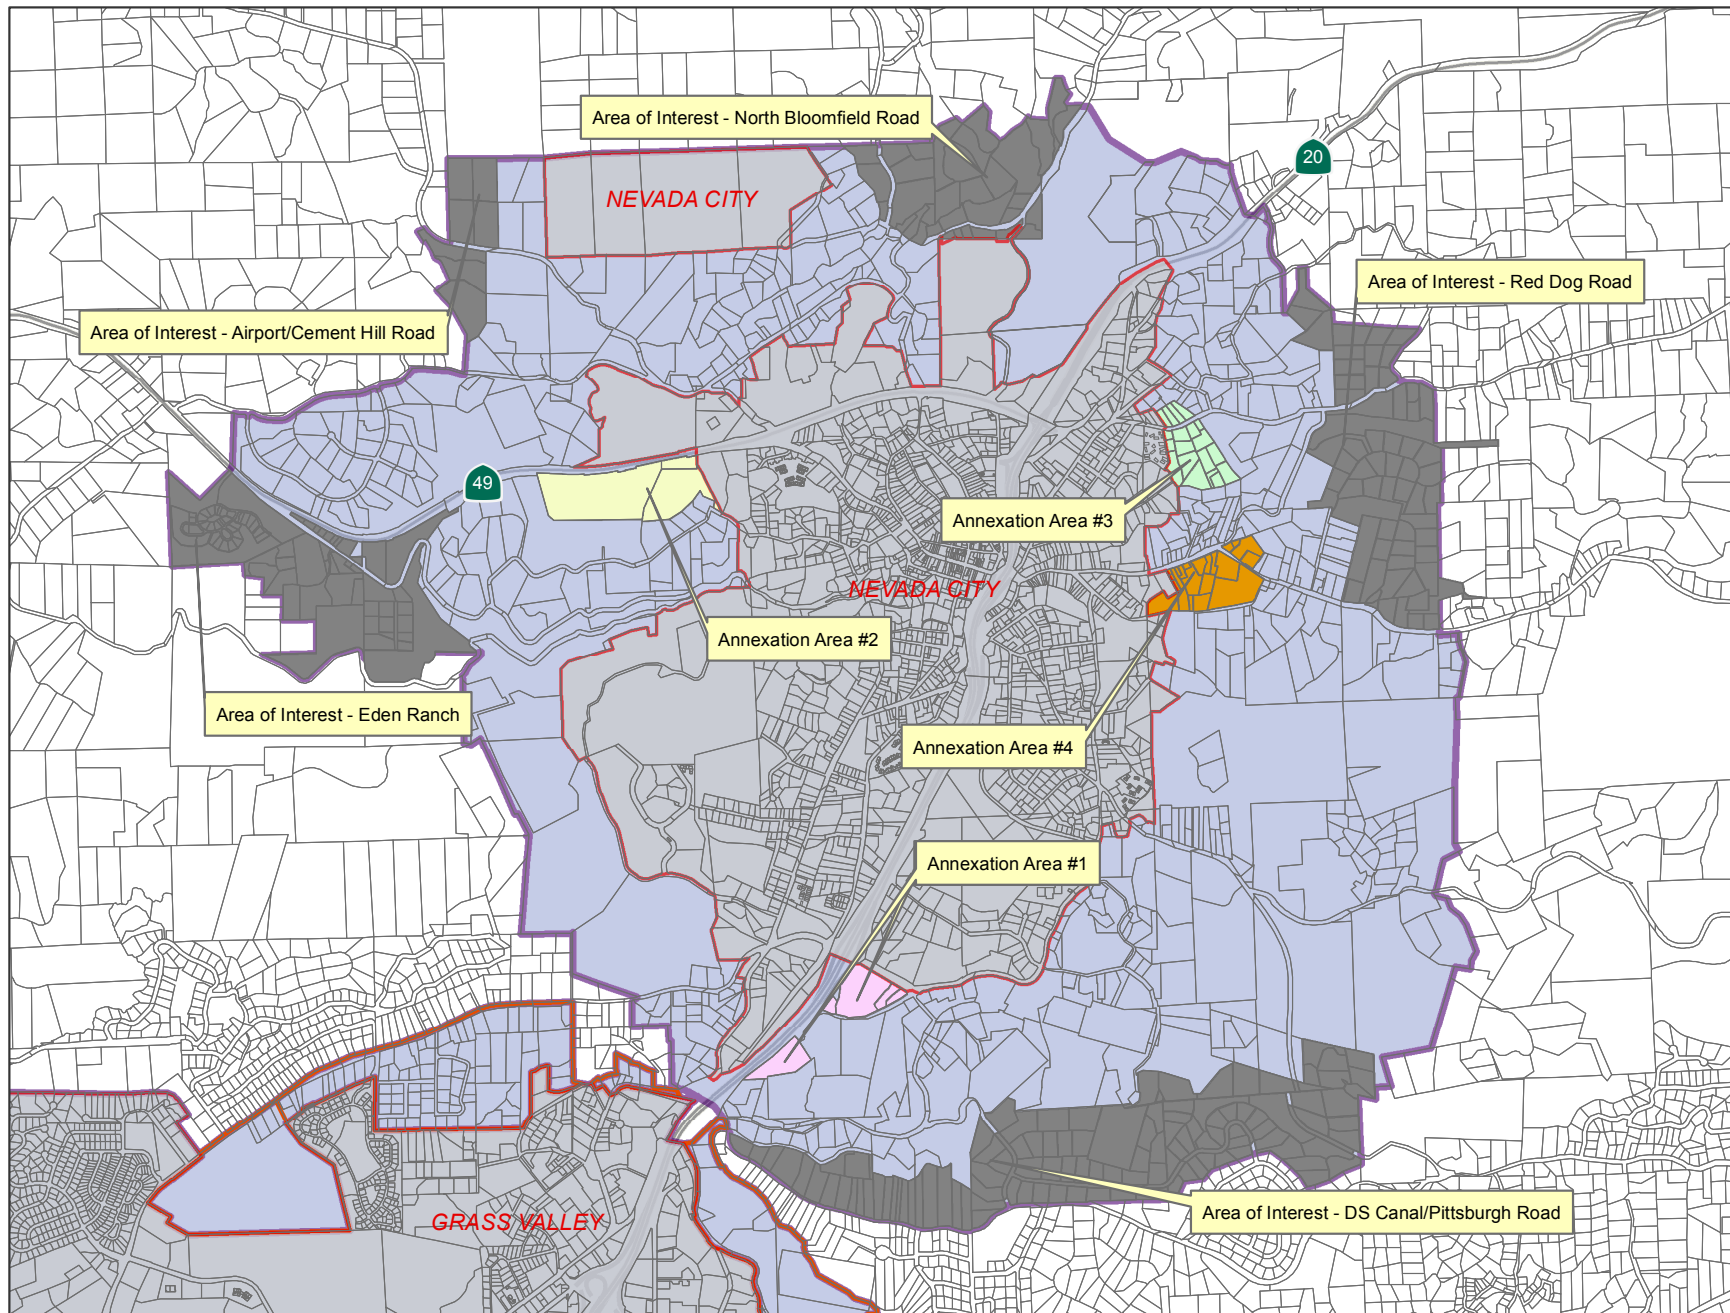 Area of Interest - North Bloomfield Road
20
NEVADA CITY
Area of Interest - Red Dog Road
Area of Interest - Airport/Cement Hill Road
49
Annexation Area #3
NEVADA CITY
Annexation Area #2
Area of Interest - Eden Ranch
Annexation Area #4
Annexation Area #1
Area of Interest - DS Canal/Pittsburgh Road
GRASS VALLEY